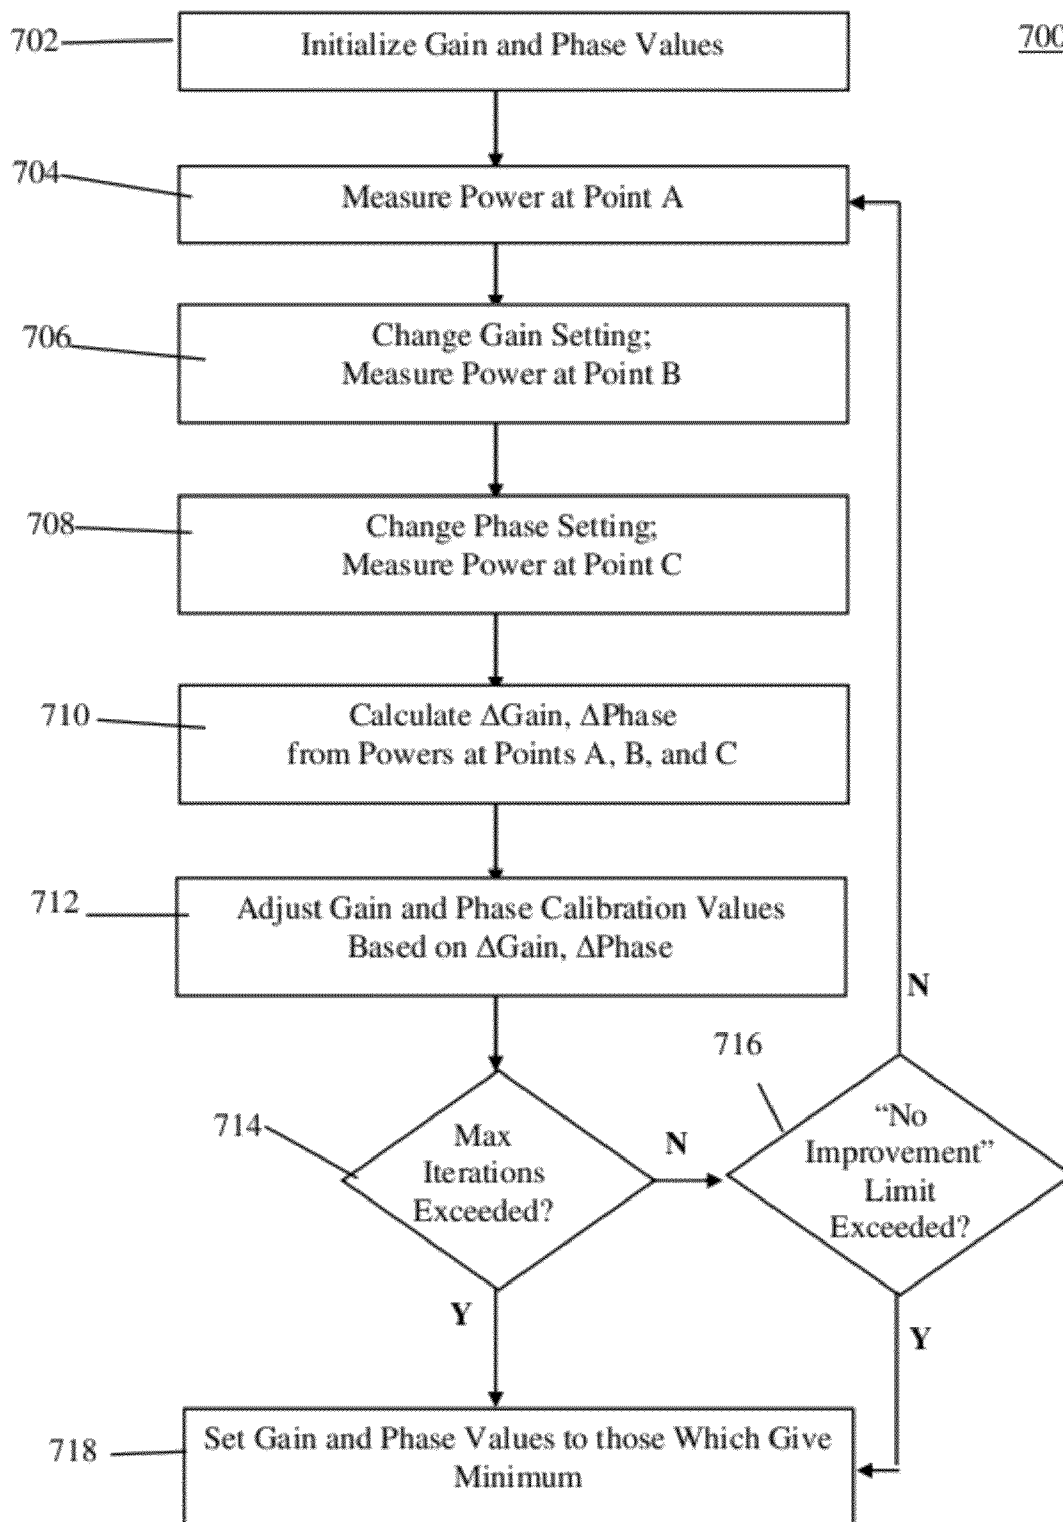 702
Initialize Gain and Phase Values
700
704
Measure Power at Point A
706
Change Gain Setting;
Measure Power at Point B
708
Change Phase Setting;
Measure Power at Point C
710
Calculate ΔGain, ΔPhase
from Powers at Points A, B, and C
712
Adjust Gain and Phase Calibration Values
Based on ΔGain, ΔPhase
N
716
714
Max
Iterations
Exceeded?
N
“No
Improvement”
Limit
Exceeded?
Y
Y
718
Set Gain and Phase Values to those Which Give
Minimum